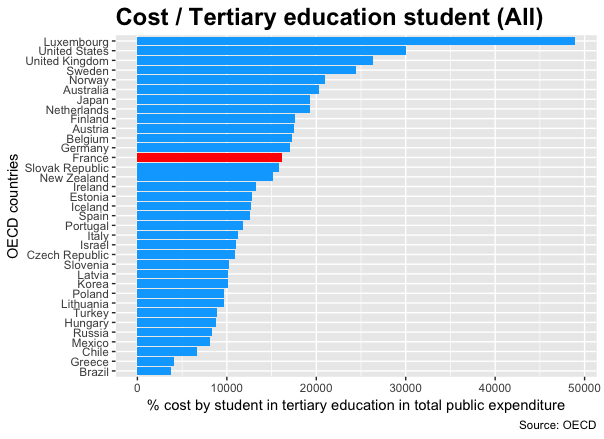 Cost / Tertiary education student (All)
OECD countries
Luxembourg
United States
United Kingdom
Sweden
Norway
Australia
Japan
Netherlands
Finland
Austria
Belgium
Germany
France
Slovak Republic
New Zealand
Ireland
Estonia
Iceland
Spain
Portugal
Italy
Israel
Czech Republic
Slovenia
Latvia
Korea
Poland
Lithuania
Turkey
Hungary
Russia
Mexico
Chile
Greece
Brazil
0 10000 20000 30000 40000 50000
% cost by student in tertiary education in total public expenditure
Source: OECD